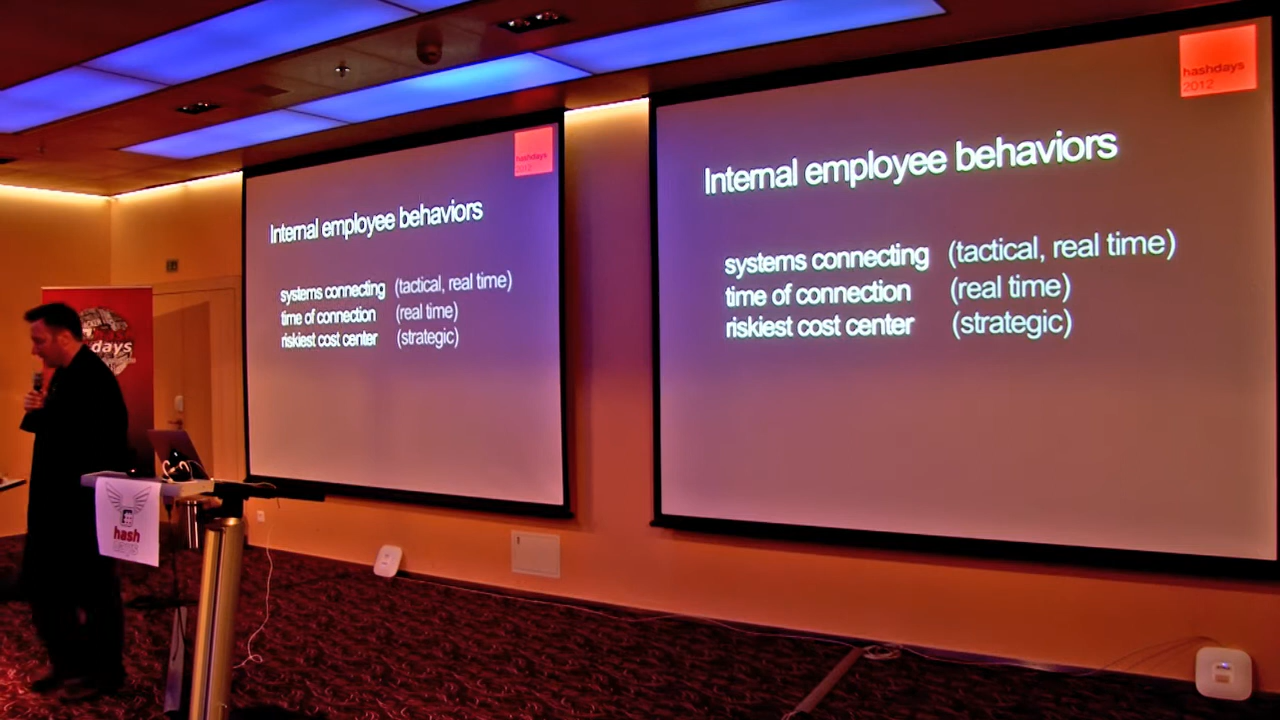 hashdays
2012
Internal employee behaviors
systems connecting (tactical, real time)
time of connection (real time)
riskiest cost center (strategic)
hashdays
2012
Internal employee behaviors
systems connecting (tactical, real time)
time of connection (real time)
riskiest cost center (strategic)
days
hash
days